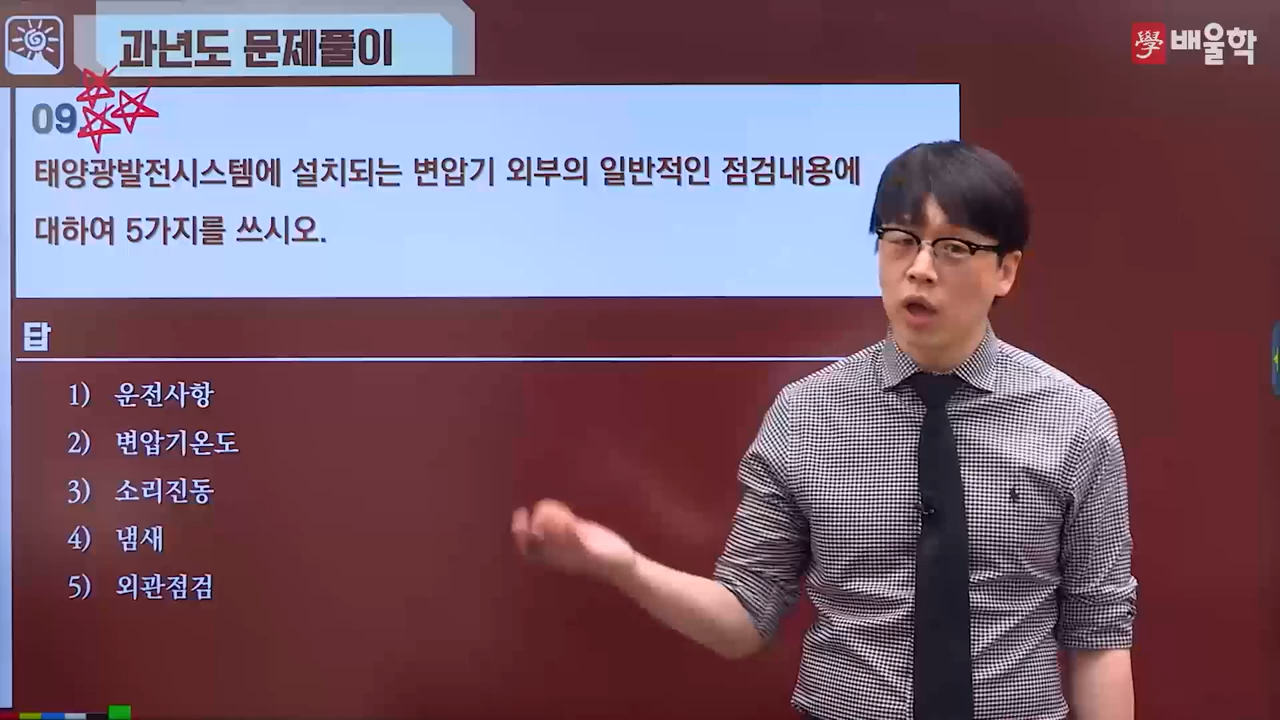 과년도 문제풀이
學 배울학
09
태양광발전시스템에 설치되는 변압기 외부의 일반적인 점검내용에
대하여 5가지를 쓰시오.
답
1) 운전사항
2) 변압기온도
3) 소리진동
4) 냄새
5) 외관점검